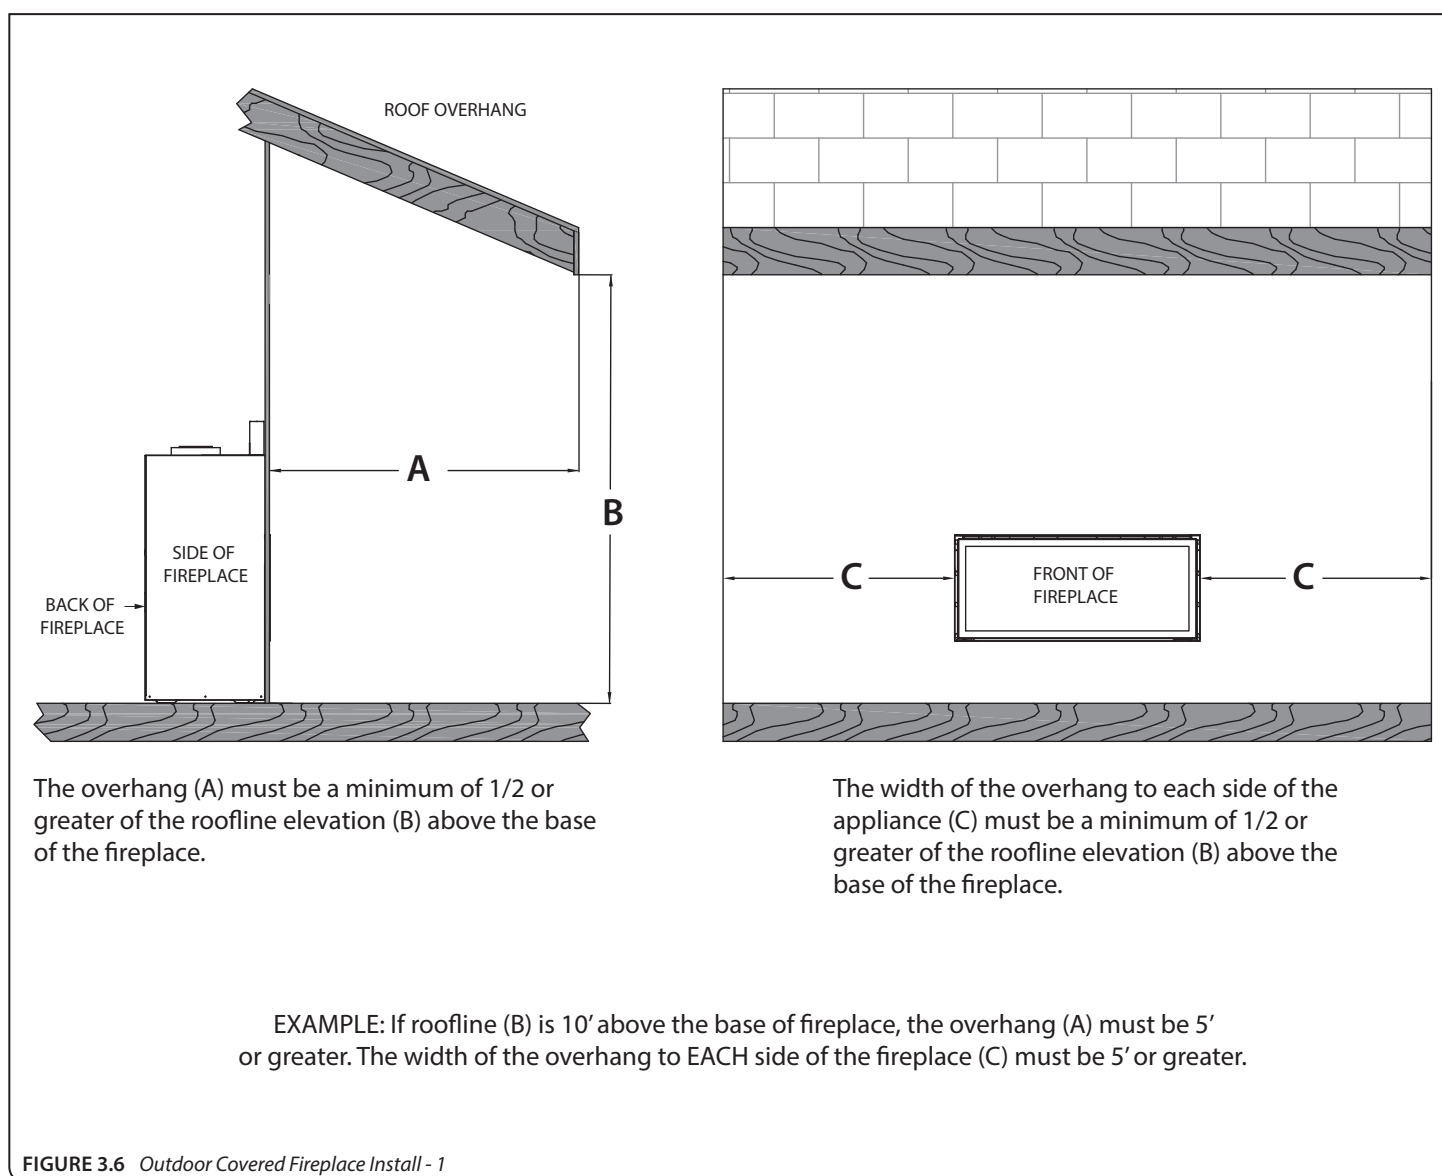 ROOF OVERHANG
A
B
SIDE OF
FIREPLACE
BACK OF
FIREPLACE
C
FRONT OF
FIREPLACE
C
The overhang (A) must be a minimum of 1/2 or
greater of the roofline elevation (B) above the base
of the fireplace.
The width of the overhang to each side of the
appliance (C) must be a minimum of 1/2 or
greater of the roofline elevation (B) above the
base of the fireplace.
EXAMPLE: If roofline (B) is 10’ above the base of fireplace, the overhang (A) must be 5’
or greater. The width of the overhang to EACH side of the fireplace (C) must be 5’ or greater.
FIGURE 3.6 Outdoor Covered Fireplace Install - 1